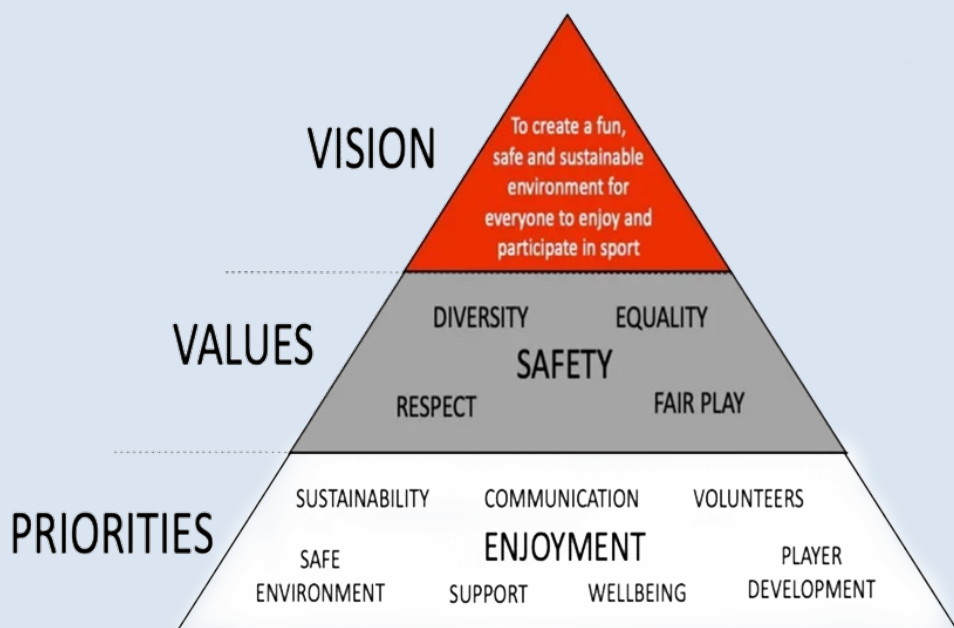 VISION
To create a fun,
safe and sustainable
environment for
everyone to enjoy and
participate in sport
VALUES
DIVERSITY EQUALITY
SAFETY
RESPECT FAIR PLAY
PRIORITIES
SUSTAINABILITY COMMUNICATION VOLUNTEERS
ENJOYMENT
SAFE
ENVIRONMENT
SUPPORT WELLBEING
PLAYER
DEVELOPMENT